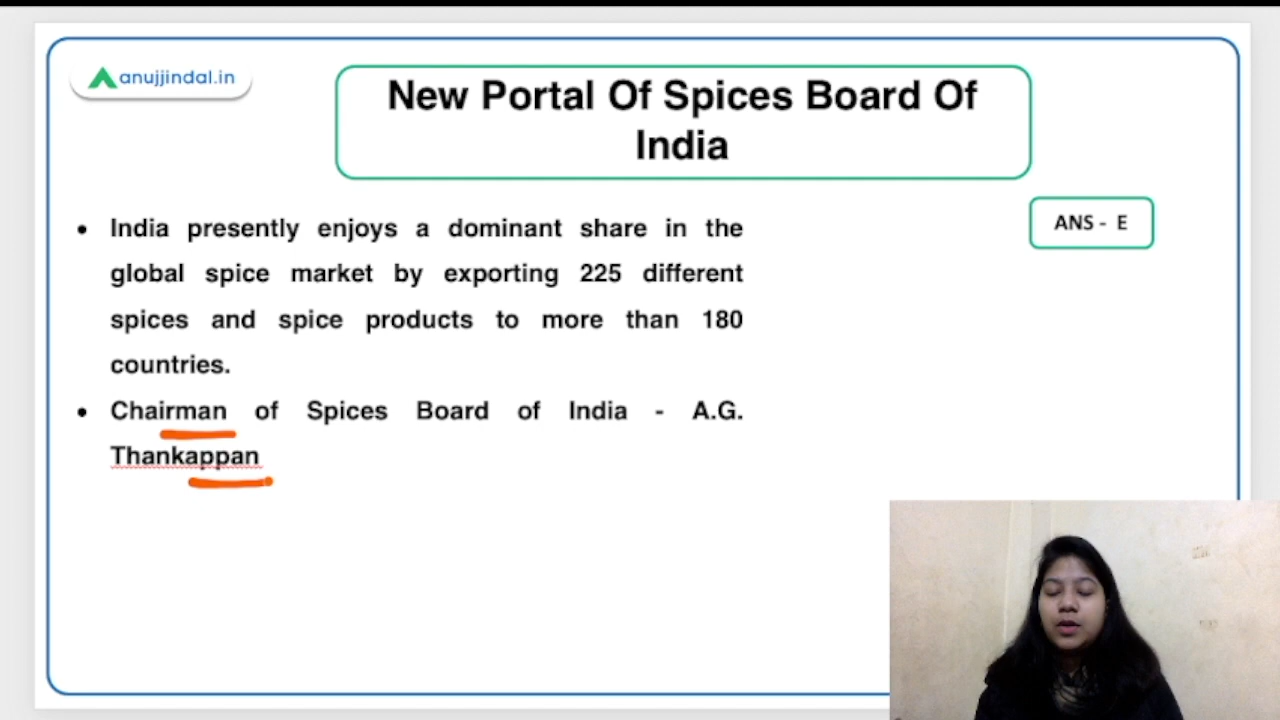 anujjindal.in
New Portal Of Spices Board Of
India
ANS - E
• India presently enjoys a dominant share in the
global spice market by exporting 225 different
spices and spice products to more than 180
countries.
• Chairman of Spices Board of India - A.G.
Thankappan